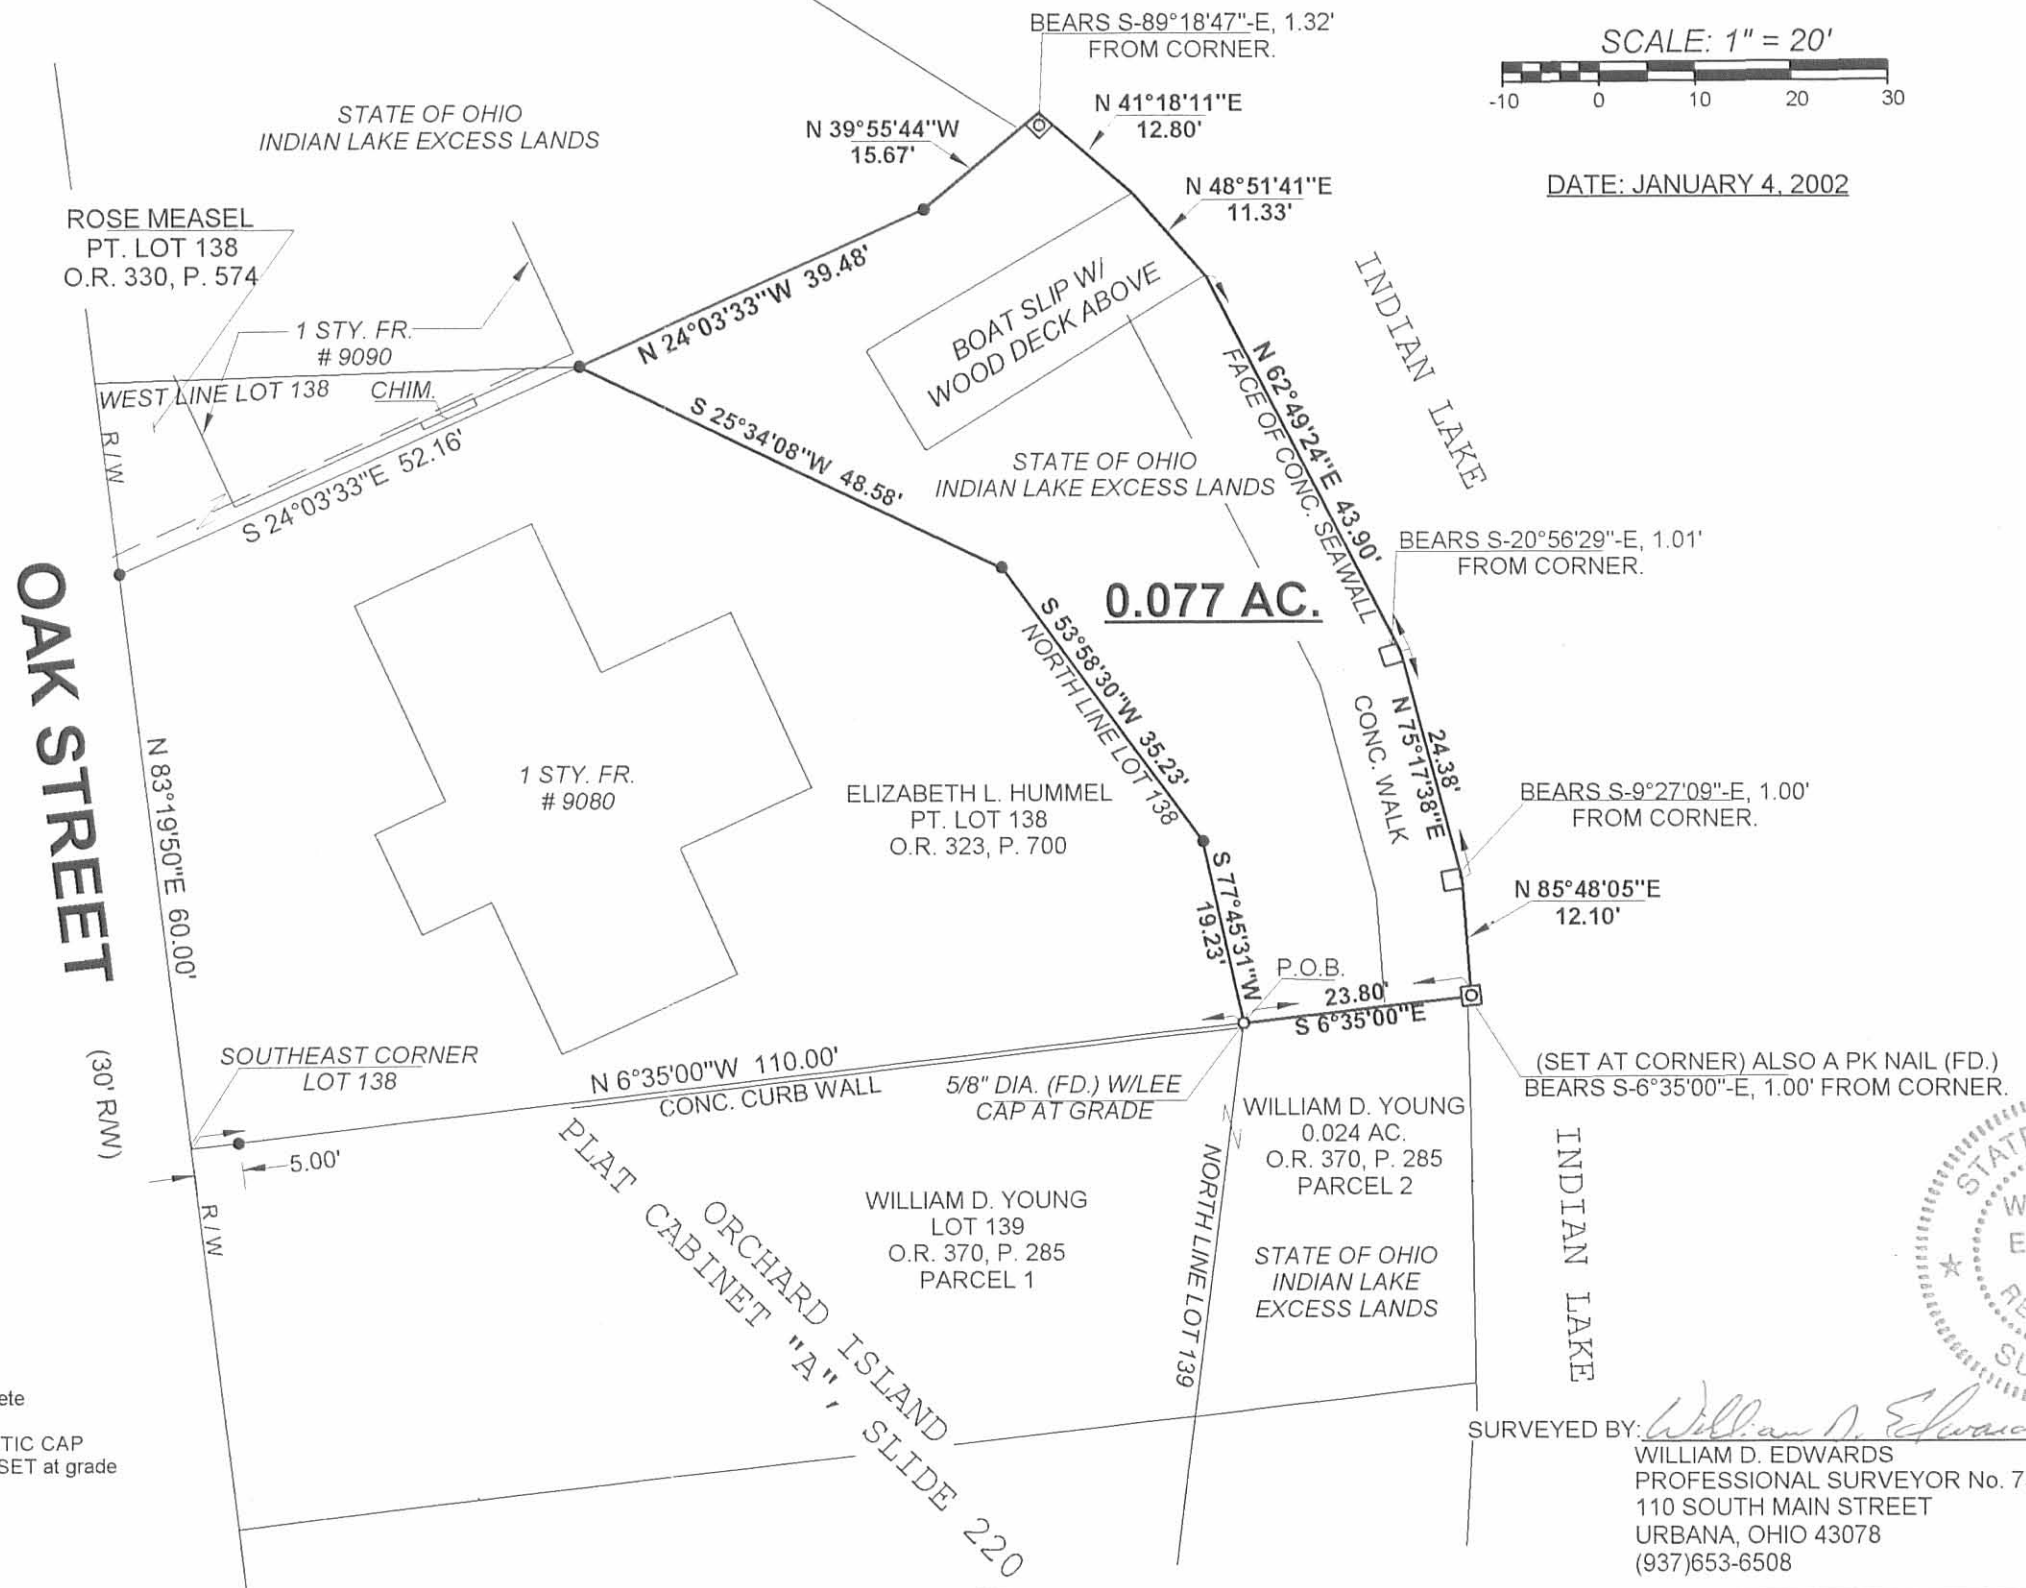 BEARS S-89°18'47"-E, 1.32'
FROM CORNER.
SCALE: 1" = 20'
-10 0 10 20 30
DATE: JANUARY 4, 2002
STATE OF OHIO
INDIAN LAKE EXCESS LANDS
N 39°55'44"W
15.67'
N 41°18'11"E
12.80'
N 48°51'41"E
11.33'
ROSE MEASEL
PT. LOT 138
O.R. 330, P. 574
1 STY. FR.
# 9090
WEST LINE LOT 138
CHIM.
R/W
N 24°03'33"W 39.48'
S 24°03'33"E 52.16'
S 25°34'08"W 48.58'
BOAT SLIP W/
WOOD DECK ABOVE
INDIAN LAKE
N 62°49'24"E 43.90'
FACE OF CONC. SEAWALL
STATE OF OHIO
INDIAN LAKE EXCESS LANDS
BEARS S-20°56'29"-E, 1.01'
FROM CORNER.
0.077 AC.
S 53°58'30"W 35.23'
NORTH LINE LOT 138
OAK STREET
(30' R/W)
N 83°19'50"E 60.00'
1 STY. FR.
# 9080
ELIZABETH L. HUMMEL
PT. LOT 138
O.R. 323, P. 700
CONC. WALK
24.38'
N 75°17'38"E
BEARS S-9°27'09"-E, 1.00'
FROM CORNER.
N 85°48'05"E
12.10'
S 77°45'31"W
19.23'
P.O.B.
23.80'
S 6°35'00"E
SOUTHEAST CORNER
LOT 138
N 6°35'00"W 110.00'
CONC. CURB WALL
5/8" DIA. (FD.) W/LEE
CAP AT GRADE
(SET AT CORNER) ALSO A PK NAIL (FD.)
BEARS S-6°35'00"-E, 1.00' FROM CORNER.
5.00'
R/W
WILLIAM D. YOUNG
0.024 AC.
O.R. 370, P. 285
PARCEL 2
WILLIAM D. YOUNG
LOT 139
O.R. 370, P. 285
PARCEL 1
NORTH LINE LOT 139
STATE OF OHIO
INDIAN LAKE
EXCESS LANDS
INDIAN LAKE
ORCHARD ISLAND
PLAT CABINET "A", SLIDE 220
ete
TIC CAP
SET at grade
SURVEYED BY: William D. Edwards
WILLIAM D. EDWARDS
PROFESSIONAL SURVEYOR No. 7
110 SOUTH MAIN STREET
URBANA, OHIO 43078
(937)653-6508